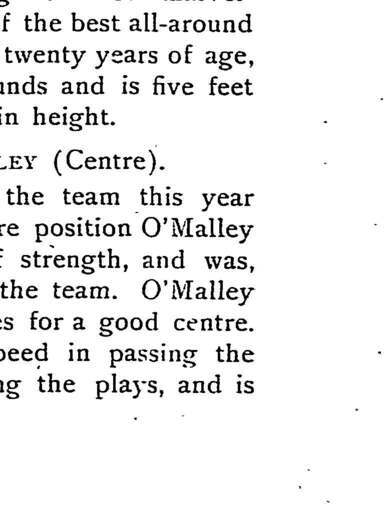 f the best all-around
twenty years of age,
unds and is five feet
in height.
LEY (Centre).
the team this year
re position O'Malley
f strength, and was,
the team. O'Malley
es for a good centre.
peed in passing the
ng the plays, and is